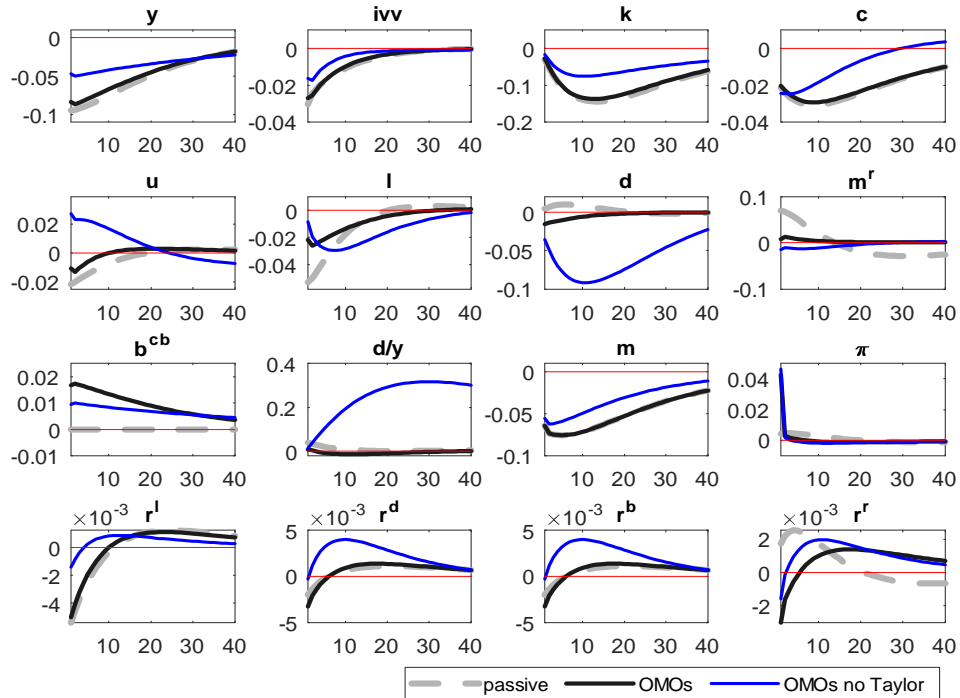 y ivv k c
0 0 0 0
-0.05 -0.02 -0.1 -0.02
-0.1 -0.04 -0.2 -0.04
10 20 30 40 10 20 30 40 10 20 30 40 10 20 30 40
u l d m^r
0.02 0 0 0.1
0 -0.02 -0.05 0
-0.02 -0.04 -0.1 -0.1
10 20 30 40 10 20 30 40 10 20 30 40 10 20 30 40
b^cb d/y m π
0.02 0.4 0 0.04
0.01 0.2 -0.05 0.02
0 0 -0.1 0
-0.01
10 20 30 40 10 20 30 40 10 20 30 40 10 20 30 40
×10^-3 r^l ×10^-3 r^d ×10^-3 r^b ×10^-3 r^r
0 5 5 2
-2 0 0 0
-4 -5 -5 -2
10 20 30 40 10 20 30 40 10 20 30 40 10 20 30 40
passive OMOs OMOs no Taylor